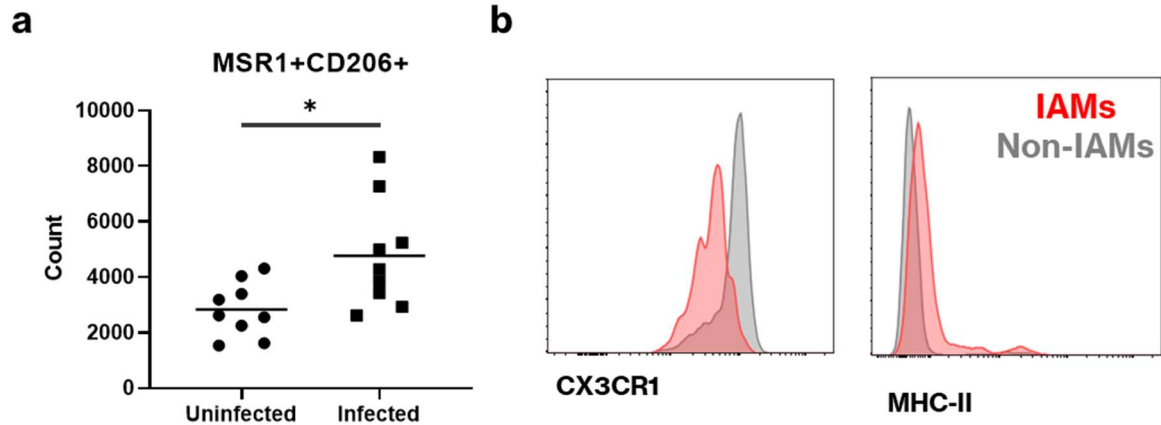 a
MSR1+CD206+
*
10000
8000
6000
4000
2000
0
Count
Uninfected
Infected
b
IAMs
Non-IAMs
CX3CR1
MHC-II